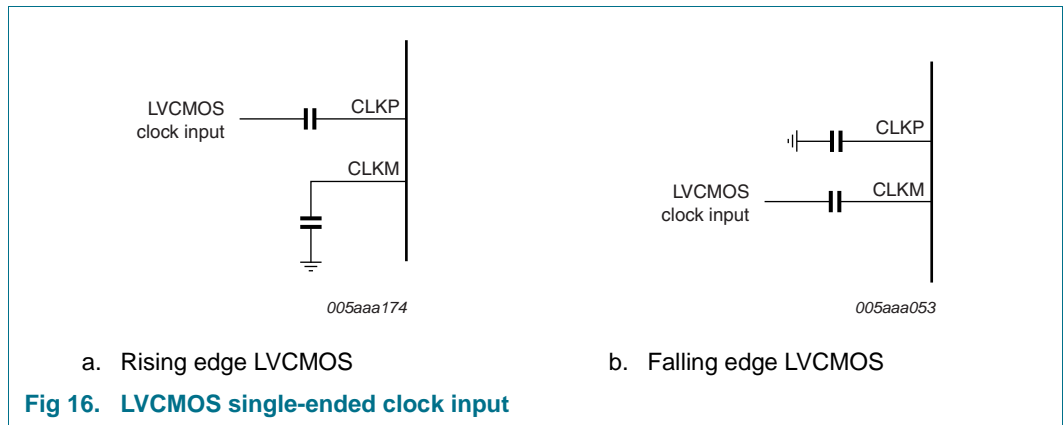 LVCMOS
clock input
CLKP
CLKM
005aaa174
a. Rising edge LVCMOS
CLKP
LVCMOS
clock input
CLKM
005aaa053
b. Falling edge LVCMOS
Fig 16. LVCMOS single-ended clock input